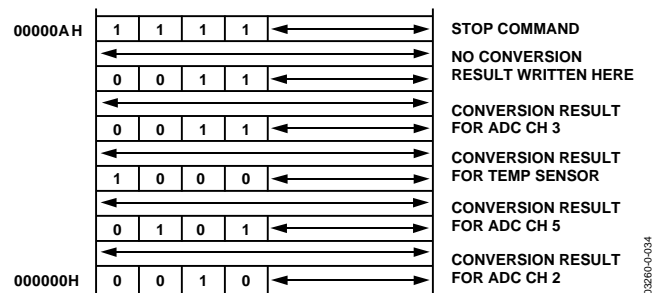 00000AH 1 1 1 1 STOP COMMAND
NO CONVERSION
0 0 1 1 RESULT WRITTEN HERE
CONVERSION RESULT
0 0 1 1 FOR ADC CH 3
CONVERSION RESULT
1 0 0 0 FOR TEMP SENSOR
CONVERSION RESULT
0 1 0 1 FOR ADC CH 5
CONVERSION RESULT
000000H 0 0 1 0 FOR ADC CH 2
03260-0-034